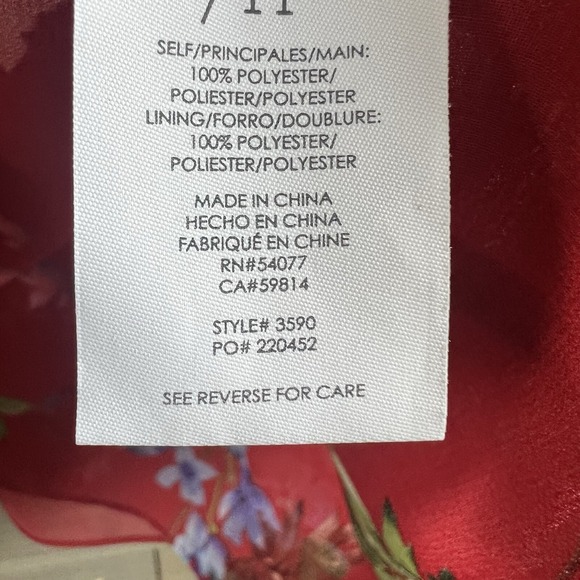 SELF/PRINCIPALES/MAIN:
100% POLYESTER/
POLIESTER/POLYESTER
LINING/FORRO/DOUBLURE:
100% POLYESTER/
POLIESTER/POLYESTER
MADE IN CHINA
HECHO EN CHINA
FABRIQUÉ EN CHINE
RN#54077
CA#59814
STYLE# 3590
PO# 220452
SEE REVERSE FOR CARE